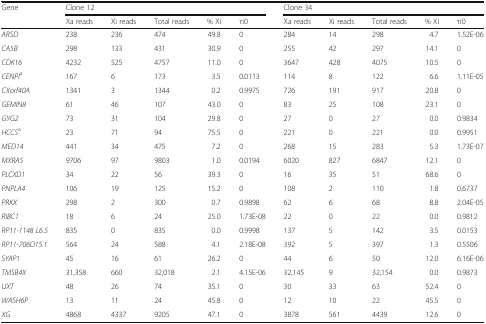 Gene Clone 12 Clone 34
Xa reads Xi reads Total reads % Xi τi0 Xa reads Xi reads Total reads % Xi τi0
ARSD 238 236 474 49.8 0 284 14 298 4.7 1.52E-06
CA5B 298 133 431 30.9 0 255 42 297 14.1 0
CDK16 4232 525 4757 11.0 0 3647 428 4075 10.5 0
CENPIᵃ 167 6 173 3.5 0.0113 114 8 122 6.6 1.11E-05
CXorf40A 1341 3 1344 0.2 0.9975 726 191 917 20.8 0
GEMIN8 61 46 107 43.0 0 83 25 108 23.1 0
GYG2 73 31 104 29.8 0 27 0 27 0.0 0.9834
HCCSᵃ 23 71 94 75.5 0 221 0 221 0.0 0.9951
MED14 441 34 475 7.2 0 268 15 283 5.3 1.73E-07
MXRA5 9706 97 9803 1.0 0.0194 6020 827 6847 12.1 0
PLCXD1 34 22 56 39.3 0 16 35 51 68.6 0
PNPLA4 106 19 125 15.2 0 108 2 110 1.8 0.6737
PRKX 298 2 300 0.7 0.9898 62 6 68 8.8 2.04E-05
RIBC1 18 6 24 25.0 1.73E-08 22 0 22 0.0 0.9812
RP11-1148 L6.5 835 0 835 0.0 0.9998 137 5 142 3.5 0.0153
RP11-706O15.1 564 24 588 4.1 2.18E-08 392 5 397 1.3 0.5506
SYAP1 45 16 61 26.2 0 44 6 50 12.0 6.16E-06
TMSB4X 31,358 660 32,018 2.1 4.15E-06 32,145 9 32,154 0.0 0.9873
UXT 48 26 74 35.1 0 30 33 63 52.4 0
WASH6P 13 11 24 45.8 0 12 10 22 45.5 0
XG 4868 4337 9205 47.1 0 3878 561 4439 12.6 0